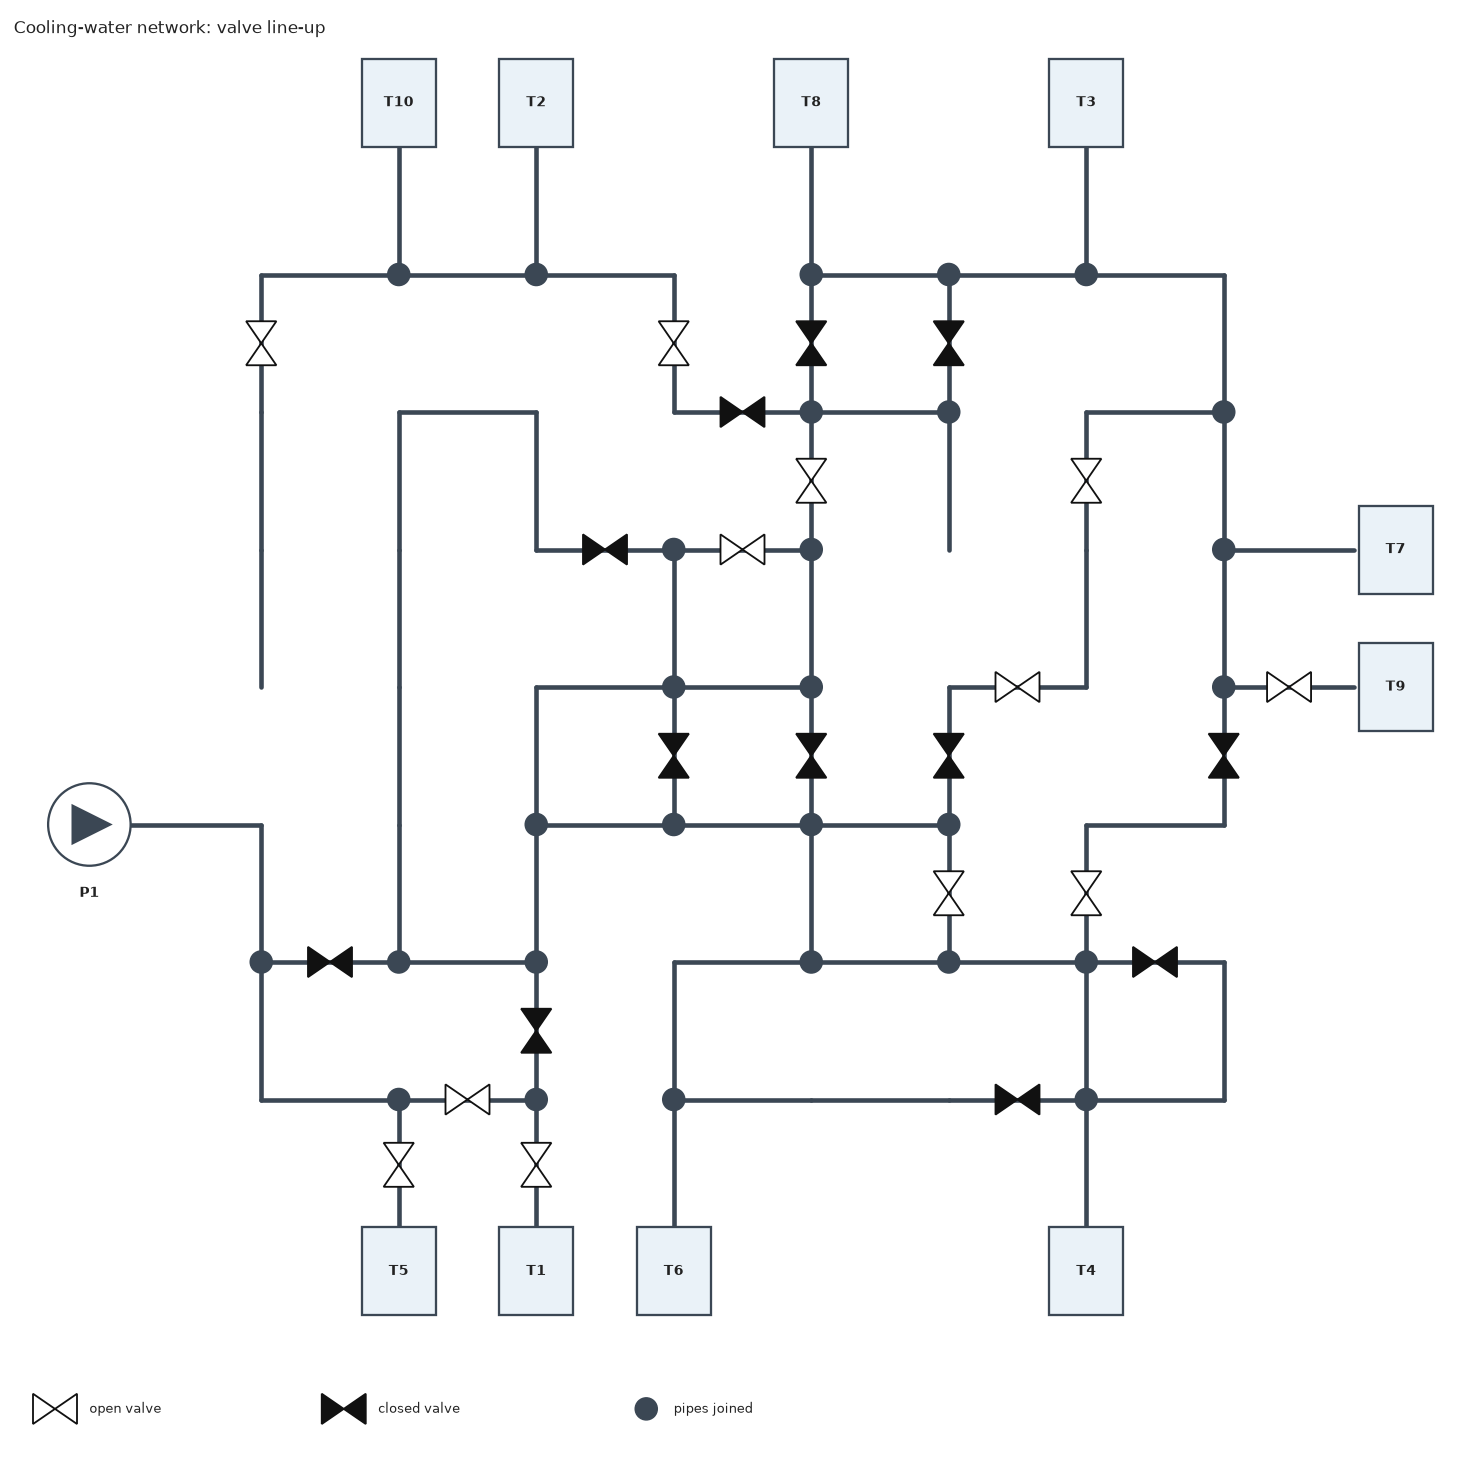 Cooling-water network: valve line-up
T10
T2
T8
T3
T7
T9
P1
T5
T1
T6
T4
open valve
closed valve
pipes joined